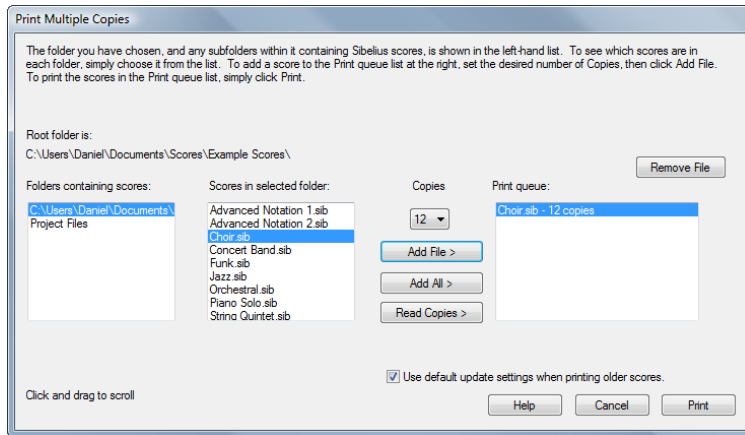 Print Multiple Copies
The folder you have chosen, and any subfolders within it containing Sibelius scores, is shown in the left-hand list. To see which scores are in
each folder, simply choose it from the list. To add a score to the Print queue list at the right, set the desired number of Copies, then click Add File.
To print the scores in the Print queue list, simply click Print.
Root folder is:
C:\Users\Daniel\Documents\Scores\Example Scores\
Remove File
Folders containing scores:
Scores in selected folder:
Copies
Print queue:
C:\Users\Daniel\Documents\
Project Files
Advanced Notation 1.sib
Advanced Notation 2.sib
Choir.sib
Concert Band.sib
Funk.sib
Jazz.sib
Orchestral.sib
Piano Solo.sib
String Quintet.sib
12
Add File >
Add All >
Read Copies >
Choir.sib - 12 copies
Use default update settings when printing older scores.
Click and drag to scroll
Help
Cancel
Print